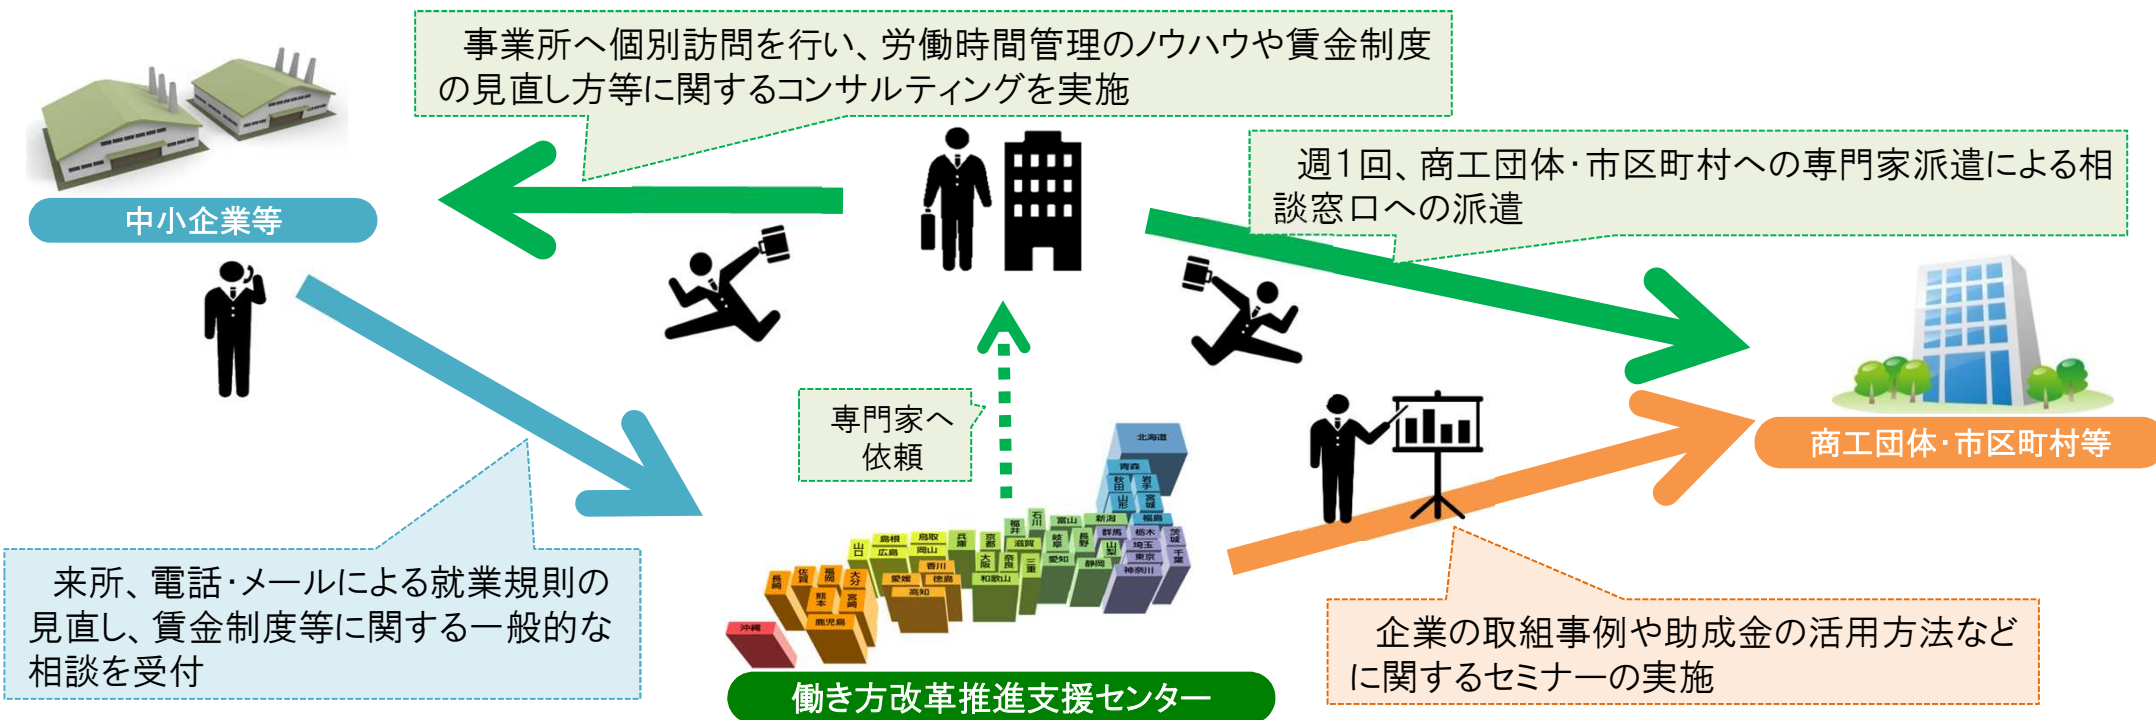 事業所へ個別訪問を行い、労働時間管理のノウハウや賃金制度
の見直し方等に関するコンサルティングを実施
週1回、商工団体・市区町村への専門家派遣による相
談窓口への派遣
中小企業等
専門家へ
依頼
商工団体・市区町村等
来所、電話・メールによる就業規則の
見直し、賃金制度等に関する一般的な
相談を受付
北海道
青森
秋田
岩手
山形
宮城
福島
新潟
富山
石川
福井
群馬
栃木
茨城
千葉
埼玉
東京
神奈川
山梨
長野
岐阜
静岡
愛知
三重
滋賀
京都
奈良
大阪
和歌山
兵庫
鳥取
島根
岡山
広島
山口
香川
徳島
愛媛
高知
福岡
佐賀
長崎
大分
熊本
宮崎
鹿児島
沖縄
企業の取組事例や助成金の活用方法など
に関するセミナーの実施
働き方改革推進支援センター